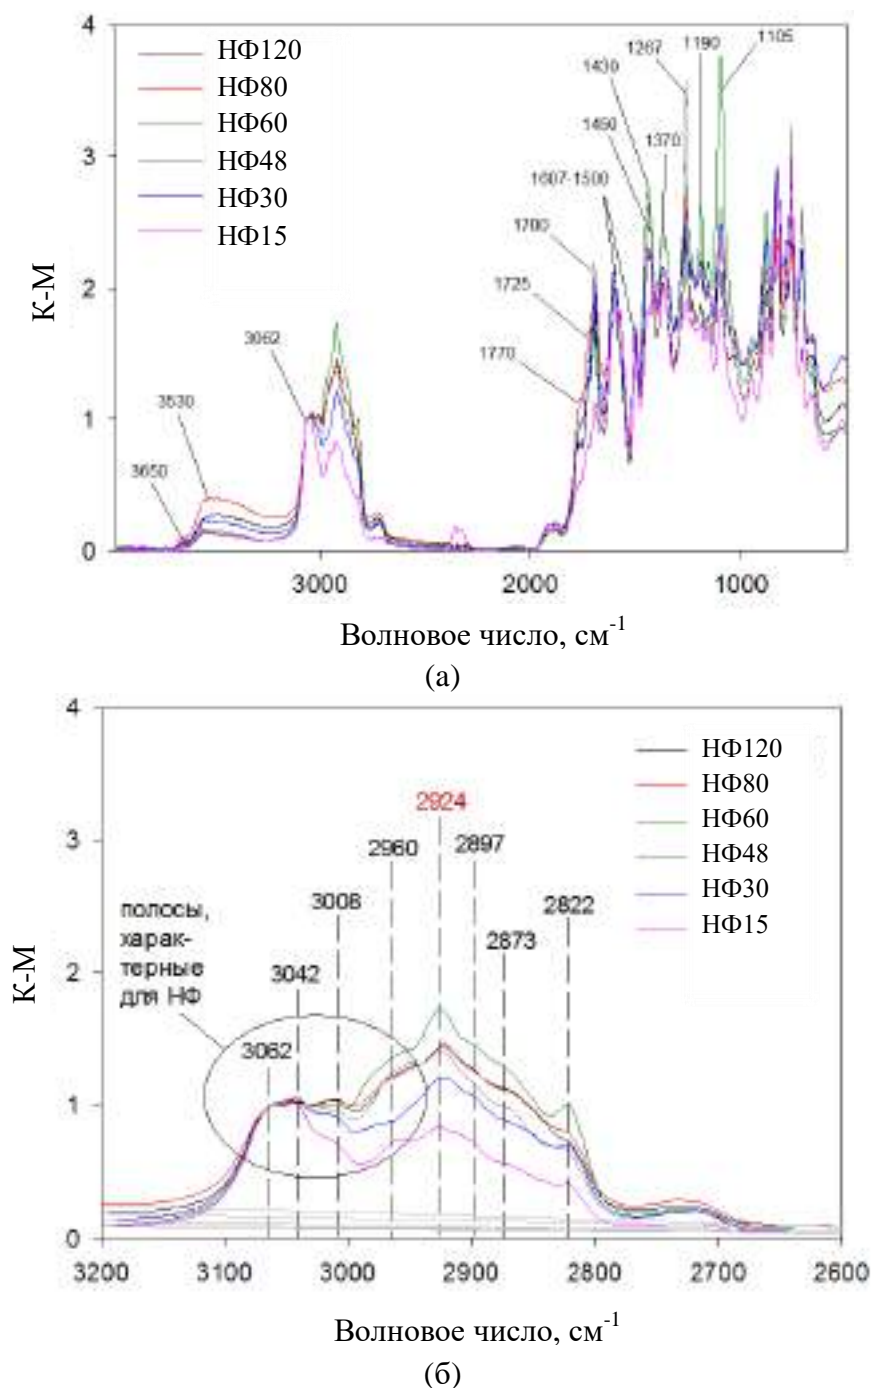 4
3
2
1
0
К-М
НФ120
НФ80
НФ60
НФ48
НФ30
НФ15
3650
3530
3062
1770
1725
1700
1607-1500
1460
1430
1370
1267
1190
1105
3000 2000 1000
Волновое число, см-1
(а)
4
3
2
1
0
К-М
НФ120
НФ80
НФ60
НФ48
НФ30
НФ15
полосы,
харак-
терные
для НФ
3062
3042
3008
2960
2924
2897
2873
2822
3200 3100 3000 2900 2800 2700 2600
Волновое число, см-1
(б)